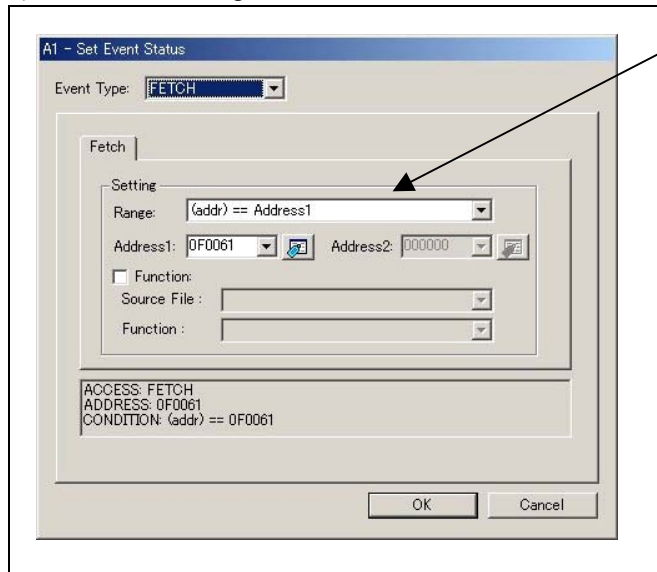 A1 - Set Event Status
Event Type: FETCH
Fetch
Setting
Range: (addr) == Address1
Address1: 0F0061 Address2: 000000
Function:
Source File :
Function :
ACCESS: FETCH
ADDRESS: 0F0061
CONDITION: (addr) == 0F0061
OK Cancel